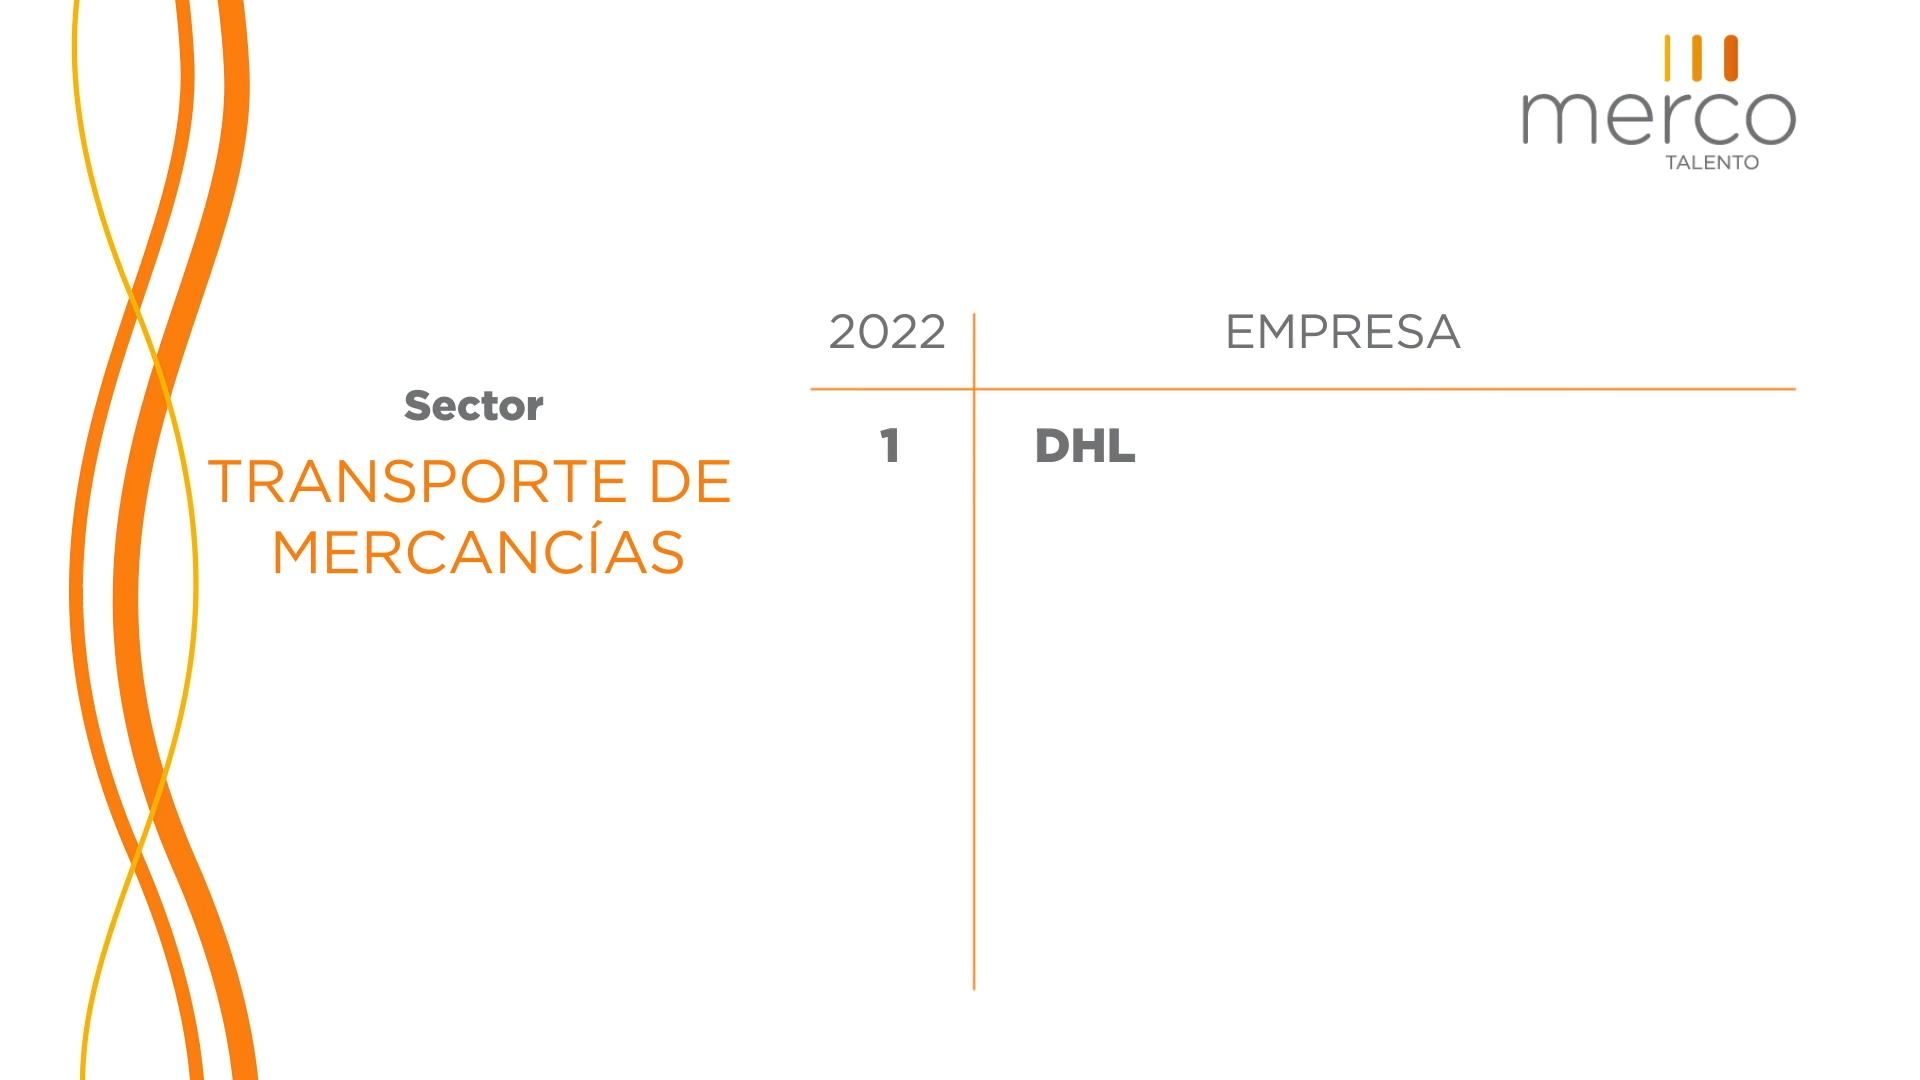 merco
TALENTO
2022 EMPRESA
Sector
TRANSPORTE DE
MERCANCÍAS
1 DHL